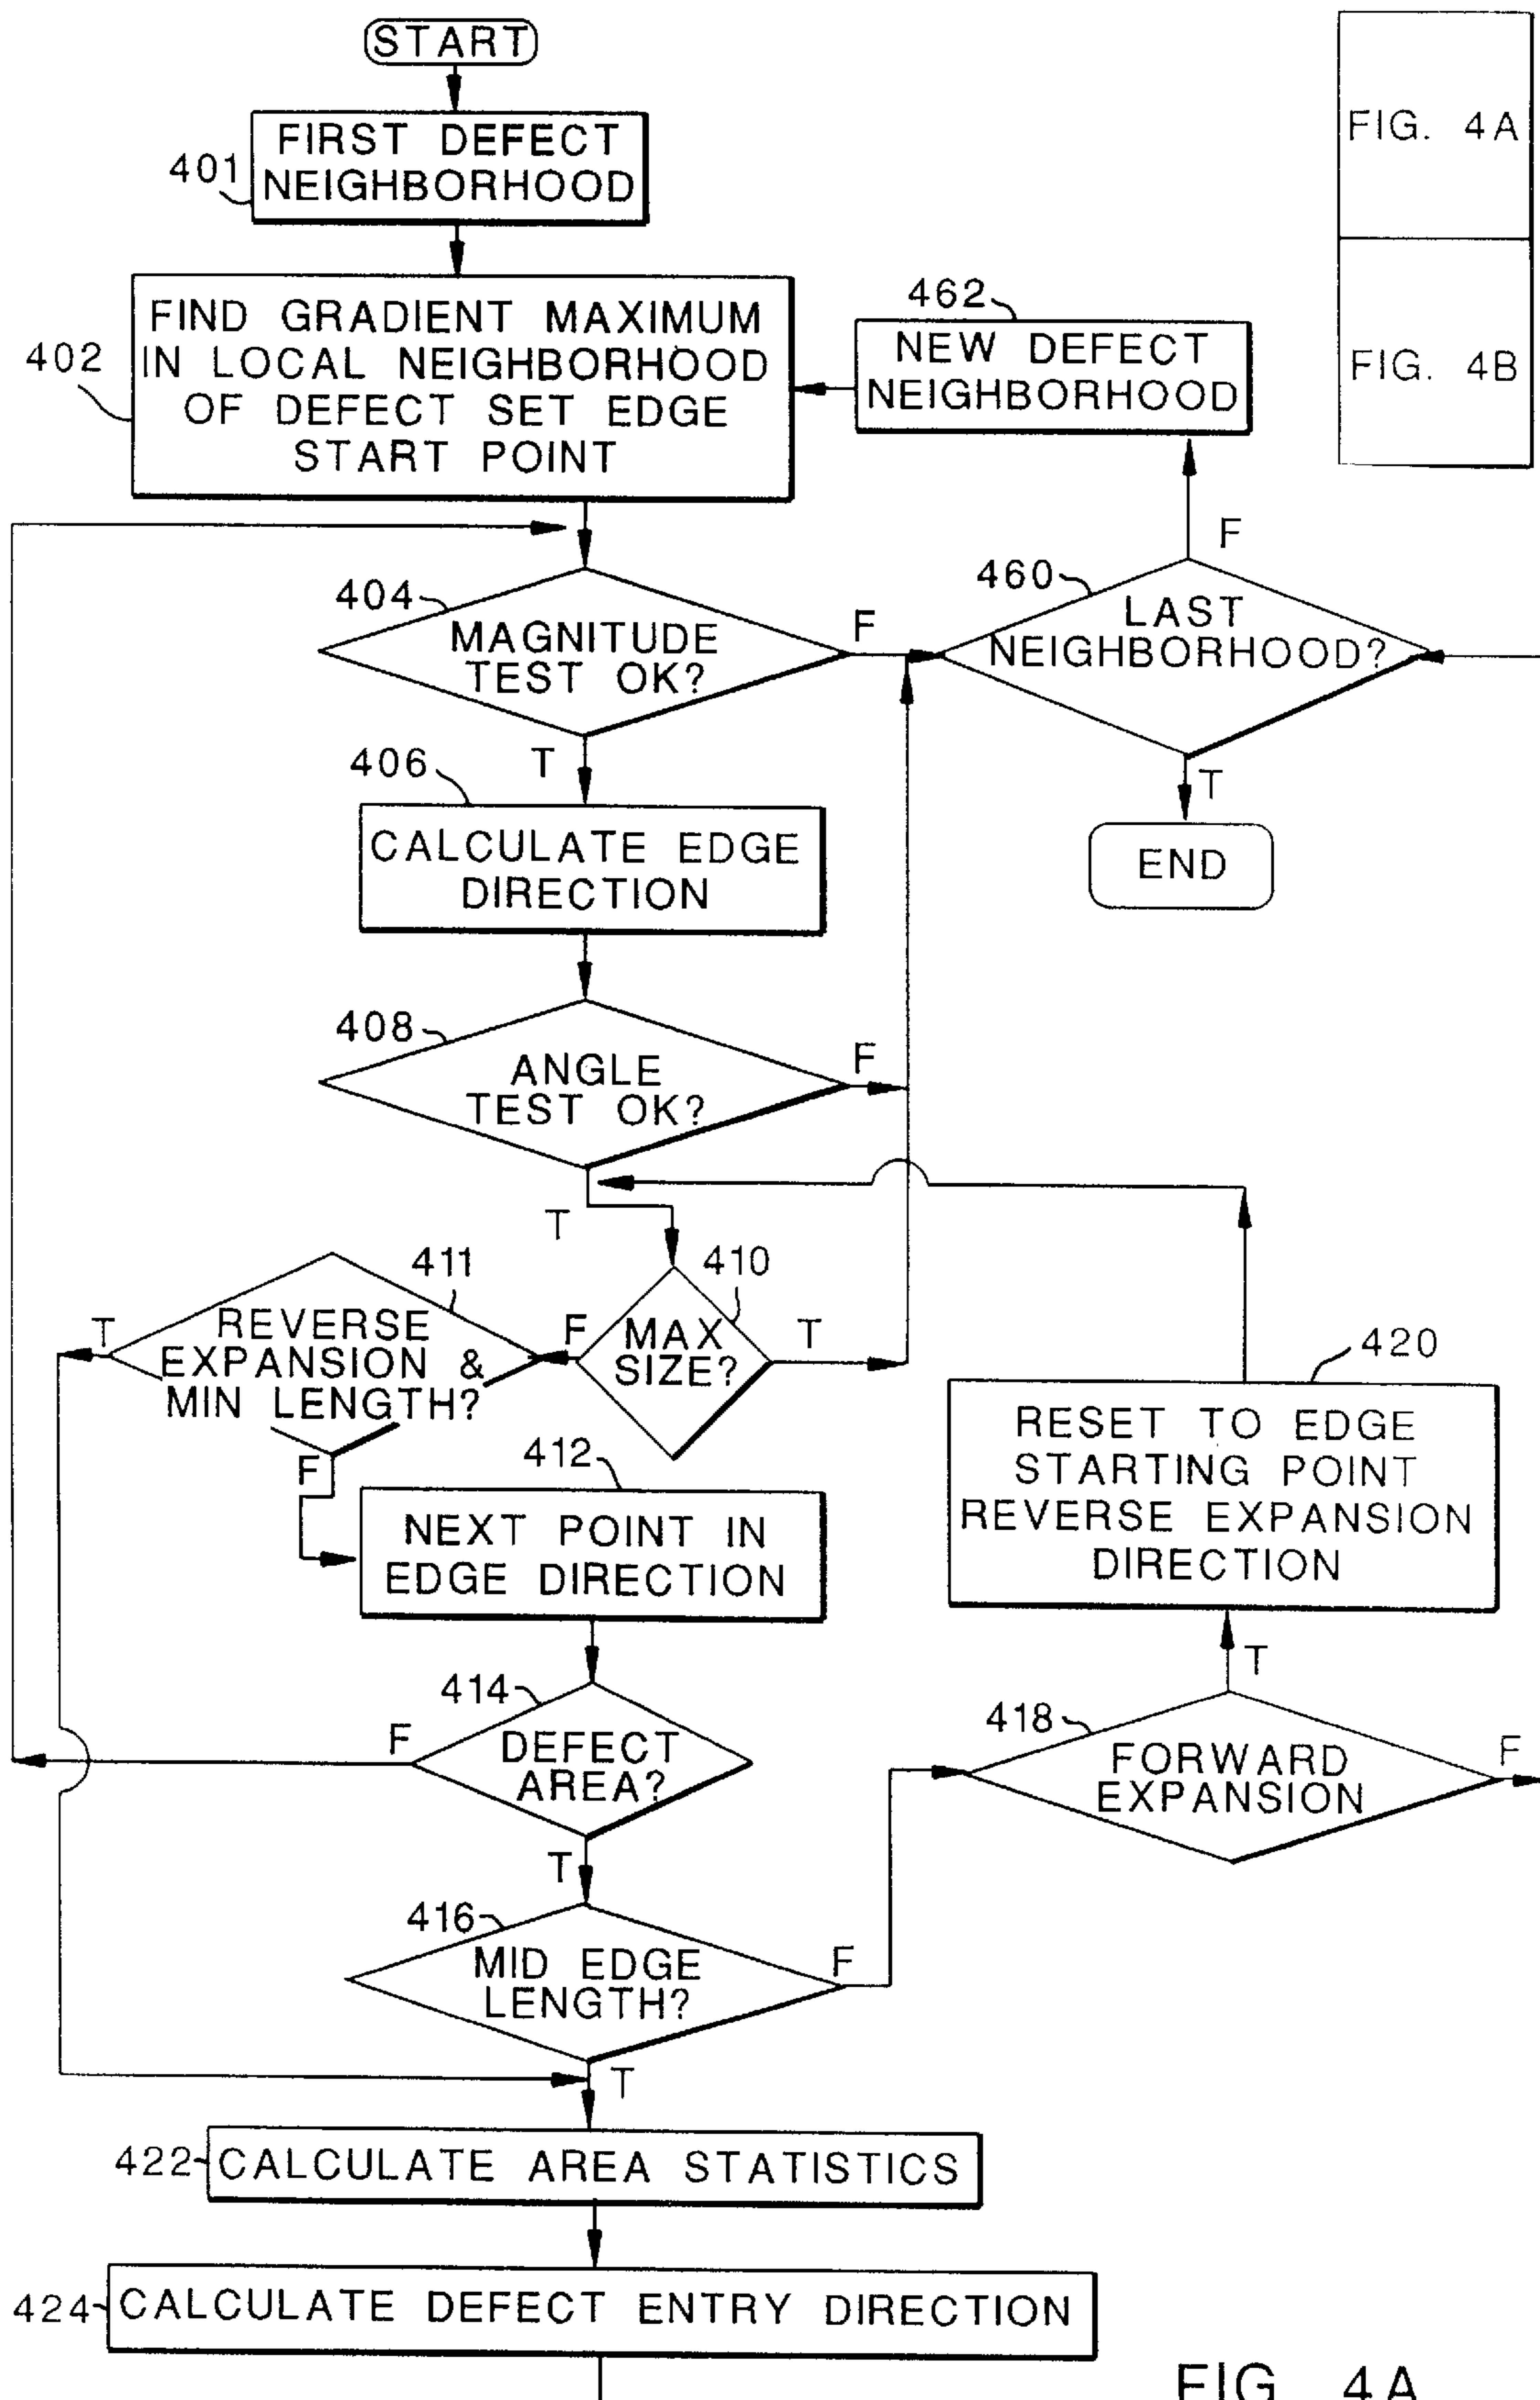 START
FIRST DEFECT
NEIGHBORHOOD
401
FIG. 4A
FIG. 4B
FIND GRADIENT MAXIMUM
IN LOCAL NEIGHBORHOOD
OF DEFECT SET EDGE
START POINT
402
462
NEW DEFECT
NEIGHBORHOOD
F
404
MAGNITUDE
TEST OK?
F
460
LAST
NEIGHBORHOOD?
T
T
406
CALCULATE EDGE
DIRECTION
END
408
ANGLE
TEST OK?
F
T
411
REVERSE
EXPANSION &
MIN LENGTH?
T
F
410
MAX
SIZE?
F
T
420
RESET TO EDGE
STARTING POINT
REVERSE EXPANSION
DIRECTION
412
NEXT POINT IN
EDGE DIRECTION
T
414
DEFECT
AREA?
F
T
418
FORWARD
EXPANSION
F
416
MID EDGE
LENGTH?
F
T
422
CALCULATE AREA STATISTICS
424
CALCULATE DEFECT ENTRY DIRECTION
FIG. 4A